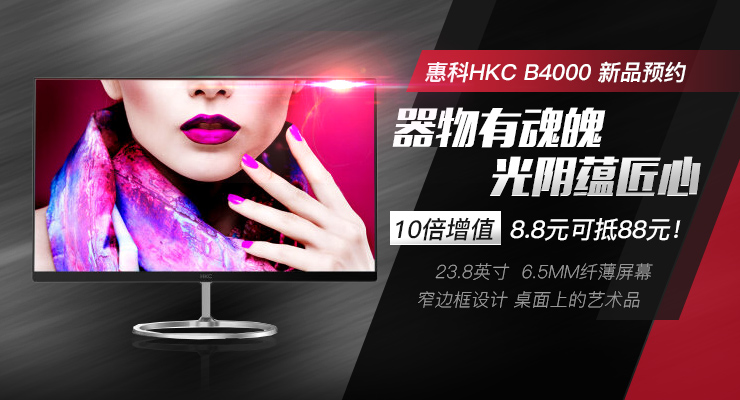 惠科HKC B4000 新品预约
器物有魂魄
光阴蕴匠心
10倍增值 8.8元可抵88元!
23.8英寸 6.5MM纤薄屏幕
窄边框设计 桌面上的艺术品
HKC